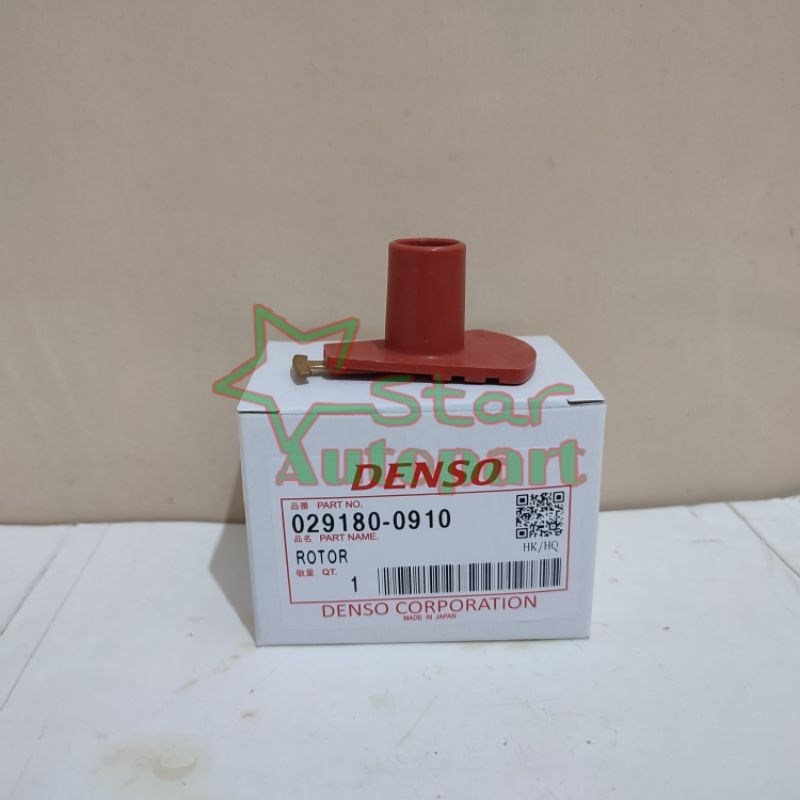 Star
Autopart
DENSO
品番 PART NO.
029180-0910
品名 PART NAME.
ROTOR
HK/HQ
数量 QT.
1
DENSO CORPORATION
MADE IN JAPAN